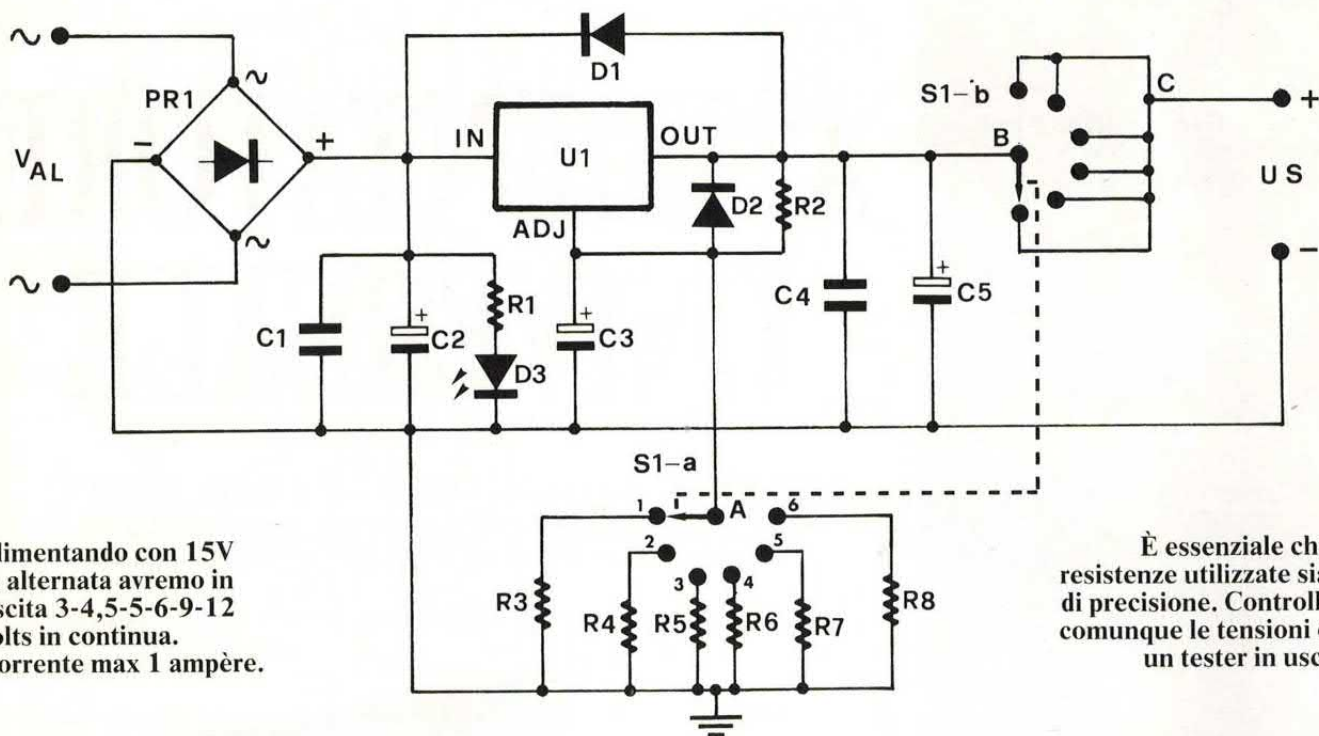 PR1
V_AL
~
~
~
~
-
+
D1
IN
U1
OUT
ADJ
D2
R2
C1
+
C2
R1
D3
+
C3
C4
+
C5
S1-b
B
C
+
US
-
S1-a
A
1
2
3
4
5
6
R3
R4
R5
R6
R7
R8
limentando con 15V
alternata avremo in
scita 3-4,5-5-6-9-12
olts in continua.
orrente max 1 ampère.
È essenziale ch
resistenze utilizzate sia
di precisione. Controll
comunque le tensioni
un tester in usc